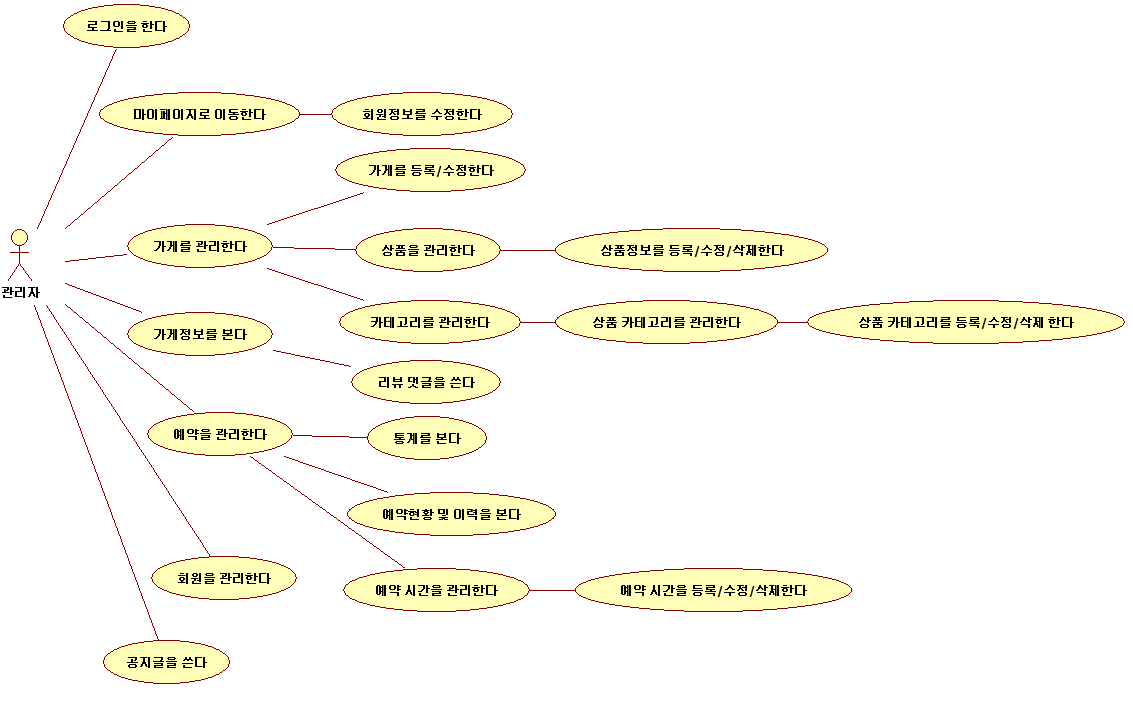 로그인을 한다
마이페이지로 이동한다
회원정보를 수정한다
가게를 등록/수정한다
가게를 관리한다
상품을 관리한다
상품정보를 등록/수정/삭제한다
관리자
카테고리를 관리한다
상품 카테고리를 관리한다
상품 카테고리를 등록/수정/삭제 한다
가게정보를 본다
리뷰 댓글을 쓴다
예약을 관리한다
통계를 본다
예약현황 및 이력을 본다
회원을 관리한다
예약 시간을 관리한다
예약 시간을 등록/수정/삭제한다
공지글을 쓴다